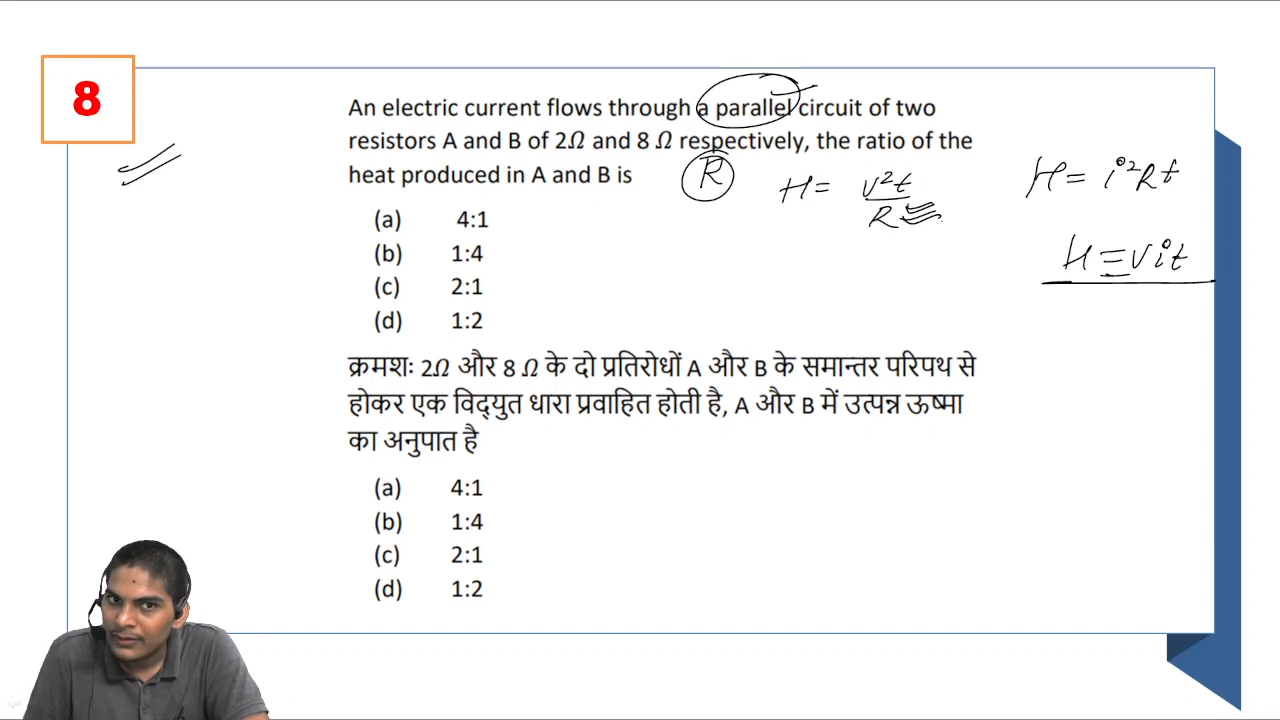 8
An electric current flows through a parallel circuit of two
resistors A and B of 2Ω and 8 Ω respectively, the ratio of the
heat produced in A and B is
R
H = V²t / R
H = i²Rt
H = Vit
(a) 4:1
(b) 1:4
(c) 2:1
(d) 1:2
क्रमशः 2Ω और 8 Ω के दो प्रतिरोधों A और B के समान्तर परिपथ से
होकर एक विद्युत धारा प्रवाहित होती है, A और B में उत्पन्न ऊष्मा
का अनुपात है
(a) 4:1
(b) 1:4
(c) 2:1
(d) 1:2